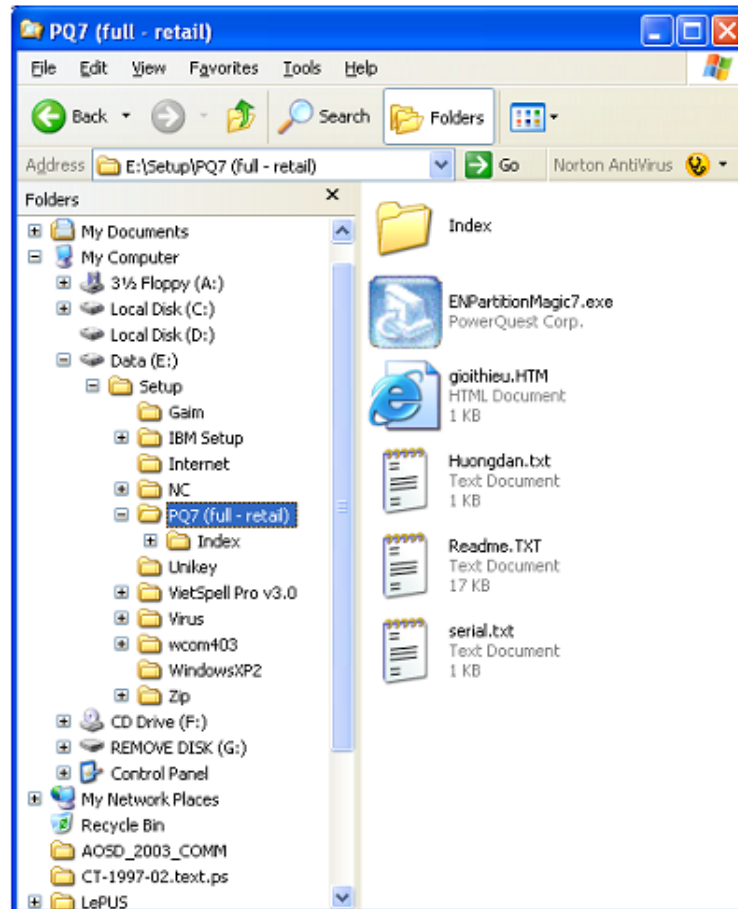 PQ7 (full - retail)
File Edit View Favorites Tools Help
Back Search Folders
Address E:\Setup\PQ7 (full - retail) Go Norton AntiVirus
Folders
My Documents
My Computer
3½ Floppy (A:)
Local Disk (C:)
Local Disk (D:)
Data (E:)
Setup
Gaim
IBM Setup
Internet
NC
PQ7 (full - retail)
Index
Unikey
VietSpell Pro v3.0
Virus
wcom403
WindowsXP2
Zip
CD Drive (F:)
REMOVE DISK (G:)
Control Panel
My Network Places
Recycle Bin
AOSD_2003_COMM
CT-1997-02.text.ps
LePUS
Index
ENPartitionMagic7.exe
PowerQuest Corp.
gioithieu.HTM
HTML Document
1 KB
Huongdan.txt
Text Document
1 KB
Readme.TXT
Text Document
17 KB
serial.txt
Text Document
1 KB